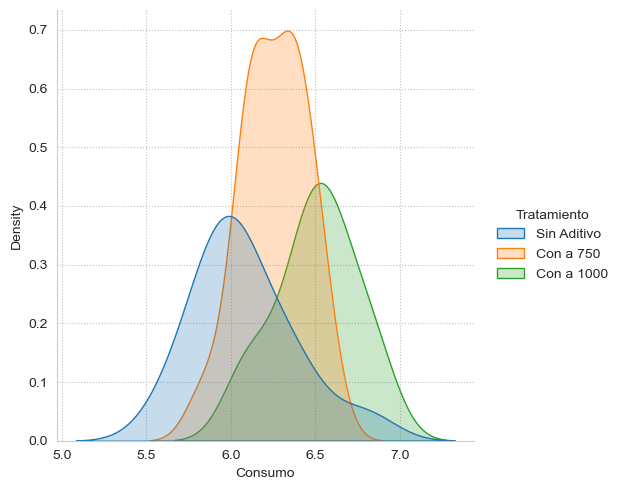 0.7
0.6
0.5
0.4
0.3
0.2
0.1
0.0
Density
5.0 5.5 6.0 6.5 7.0
Consumo
Tratamiento
Sin Aditivo
Con a 750
Con a 1000